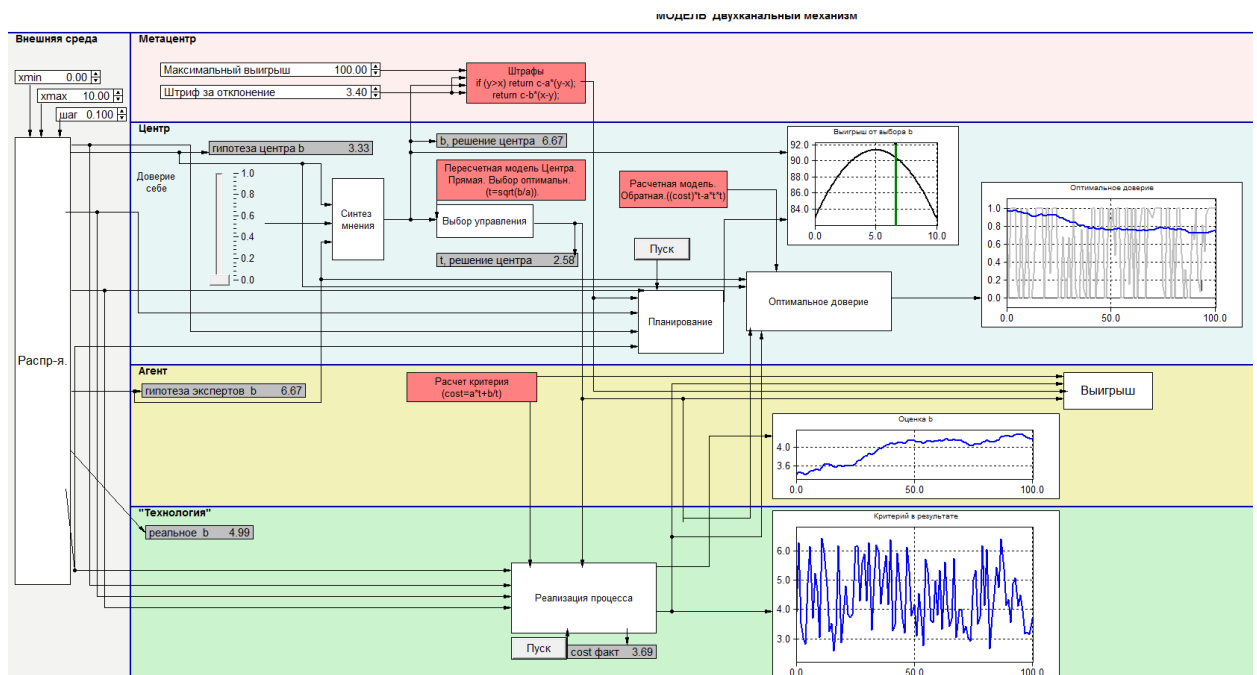 МОДЕЛЬ Двухканальный механизм
Внешняя среда
xmin 0.00
xmax 10.00
шаг 0.100
Распр-я.
Метацентр
Максимальный выигрыш 100.00
Штриф за отклонение 3.40
Штрафы
if (y>x) return c-a*(y-x);
return c-b*(x-y);
Центр
гипотеза центра b 3.33
Доверие
себе
1.0
0.8
0.6
0.4
0.2
0.0
Синтез
мнения
b, решение центра 6.67
Пересчетная модель Центра.
Прямая. Выбор оптимальн.
(t=sqrt(b/a)).
Выбор управления
t, решение центра 2.58
Расчетная модель.
Обратная.((cost)*t-a*t*t)
Пуск
Планирование
Выигрыш от выбора b
92.0
90.0
88.0
86.0
84.0
0.0 5.0 10.0
Оптимальное доверие
Оптимальное доверие
1.0
0.8
0.6
0.4
0.2
0.0
0.0 50.0 100.0
Агент
гипотеза экспертов b 6.67
Расчет критерия
(cost=a*t+b/t)
Выигрыш
Оценка b
4.0
3.6
0.0 50.0 100.0
"Технология"
реальное b 4.99
Реализация процесса
Пуск
cost факт 3.69
Критерий в результате
6.0
5.0
4.0
3.0
0.0 50.0 100.0